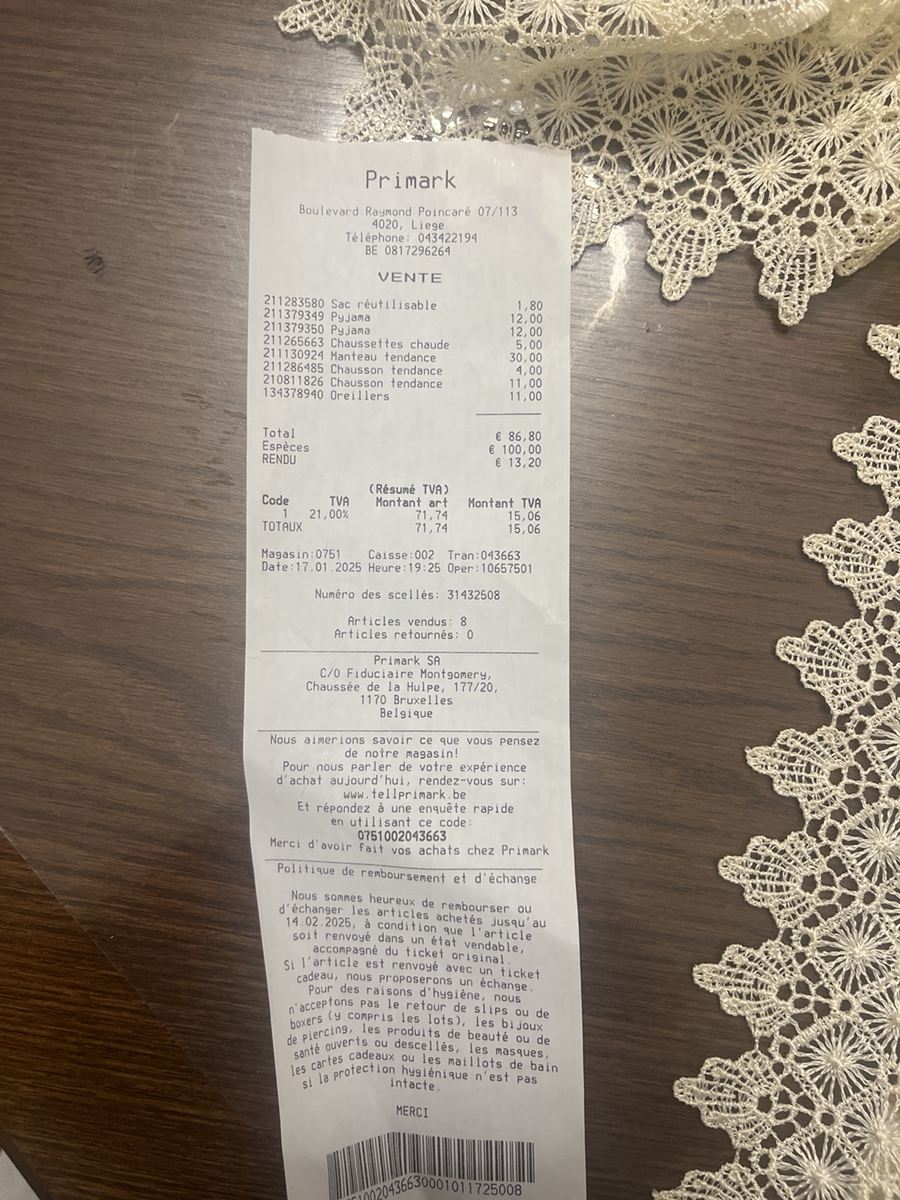 Primark
Boulevard Raymond Poincaré 07/113
4020, Liege
Téléphone: 043422194
BE 0817296264
VENTE
211283580 Sac réutilisable 1,80
211379349 Pyjama 12,00
211379350 Pyjama 12,00
211265663 Chaussettes chaude 5,00
211130924 Manteau tendance 30,00
211286485 Chausson tendance 4,00
210811826 Chausson tendance 11,00
134378940 Oreillers 11,00
Total € 86,80
Espèces € 100,00
RENDU € 13,20
(Résumé TVA)
Code TVA Montant art Montant TVA
1 21,00% 71,74 15,06
TOTAUX 71,74 15,06
Magasin:0751 Caisse:002 Tran:043663
Date:17.01.2025 Heure:19:25 Oper:10657501
Numéro des scellés: 31432508
Articles vendus: 8
Articles retournés: 0
Primark SA
C/O Fiduciaire Montgomery,
Chaussée de la Hulpe, 177/20,
1170 Bruxelles
Belgique
Nous aimerions savoir ce que vous pensez
de notre magasin!
Pour nous parler de votre expérience
d'achat aujourd'hui, rendez-vous sur:
www.tellprimark.be
Et répondez à une enquête rapide
en utilisant ce code:
0751002043663
Merci d'avoir fait vos achats chez Primark
Politique de remboursement et d'échange
Nous sommes heureux de rembourser ou
d'échanger les articles achetés jusqu'au
14.02.2025, à condition que l'article
soit renvoyé dans un état vendable,
accompagné du ticket original.
Si l'article est renvoyé avec un ticket
cadeau, nous proposerons un échange.
Pour des raisons d'hygiène, nous
n'acceptons pas le retour de slips ou de
boxers (y compris les lots), les bijoux
de piercing, les produits de beauté ou de
santé ouverts ou descellés, les masques,
les cartes cadeaux ou les maillots de bain
si la protection hygiénique n'est pas
intacte.
MERCI